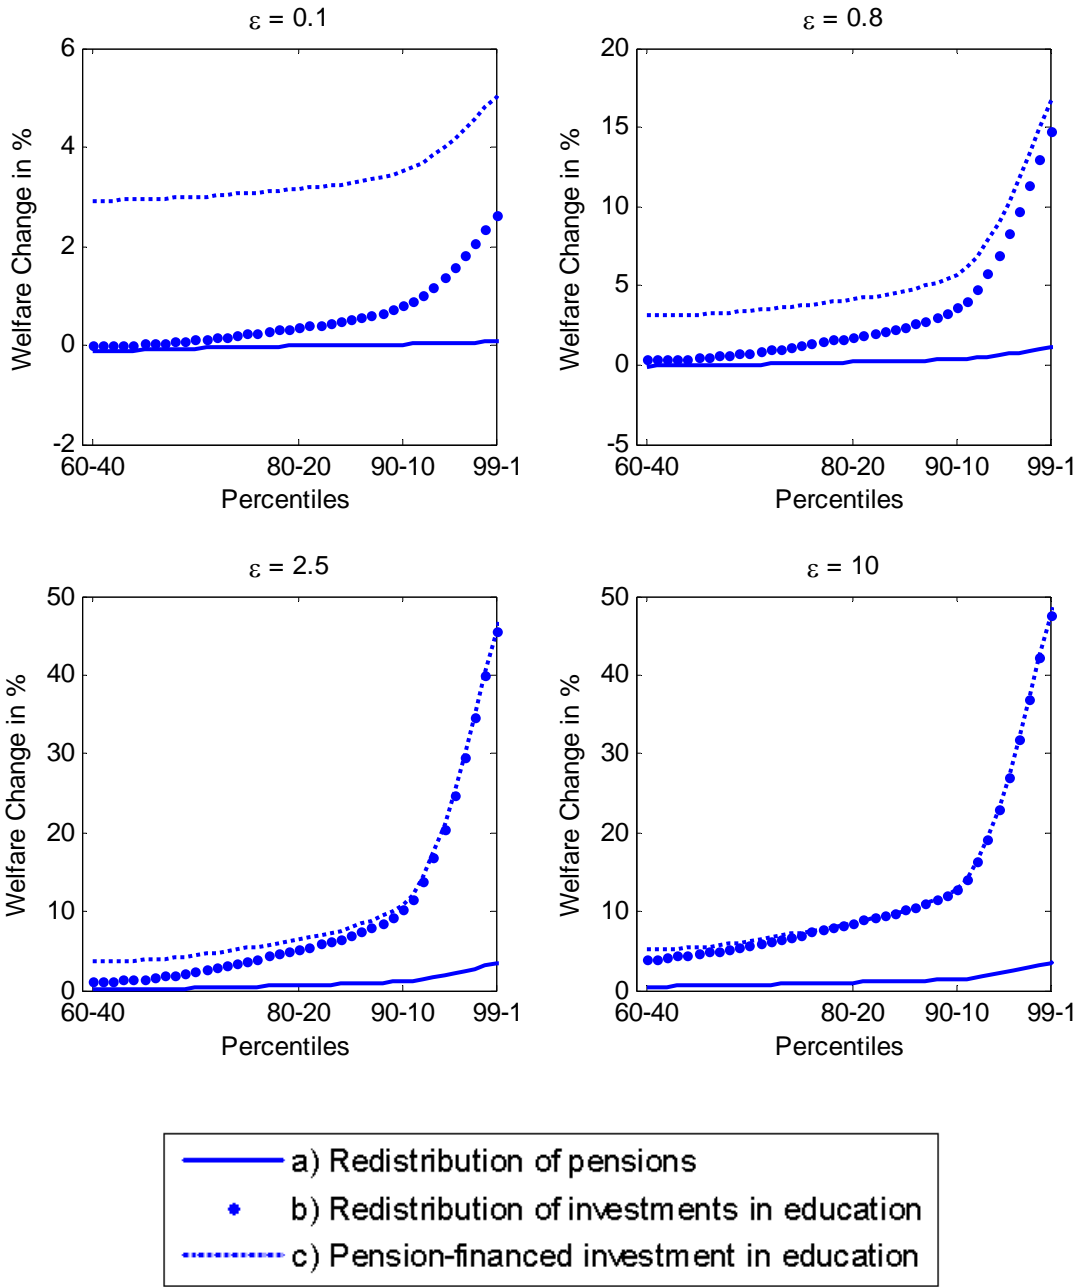 ε = 0.1
6
4
2
0
-2
Welfare Change in %
60-40 80-20 90-10 99-1
Percentiles
ε = 0.8
20
15
10
5
0
-5
Welfare Change in %
60-40 80-20 90-10 99-1
Percentiles
ε = 2.5
50
40
30
20
10
0
Welfare Change in %
60-40 80-20 90-10 99-1
Percentiles
ε = 10
50
40
30
20
10
0
Welfare Change in %
60-40 80-20 90-10 99-1
Percentiles
a) Redistribution of pensions
b) Redistribution of investments in education
c) Pension-financed investment in education